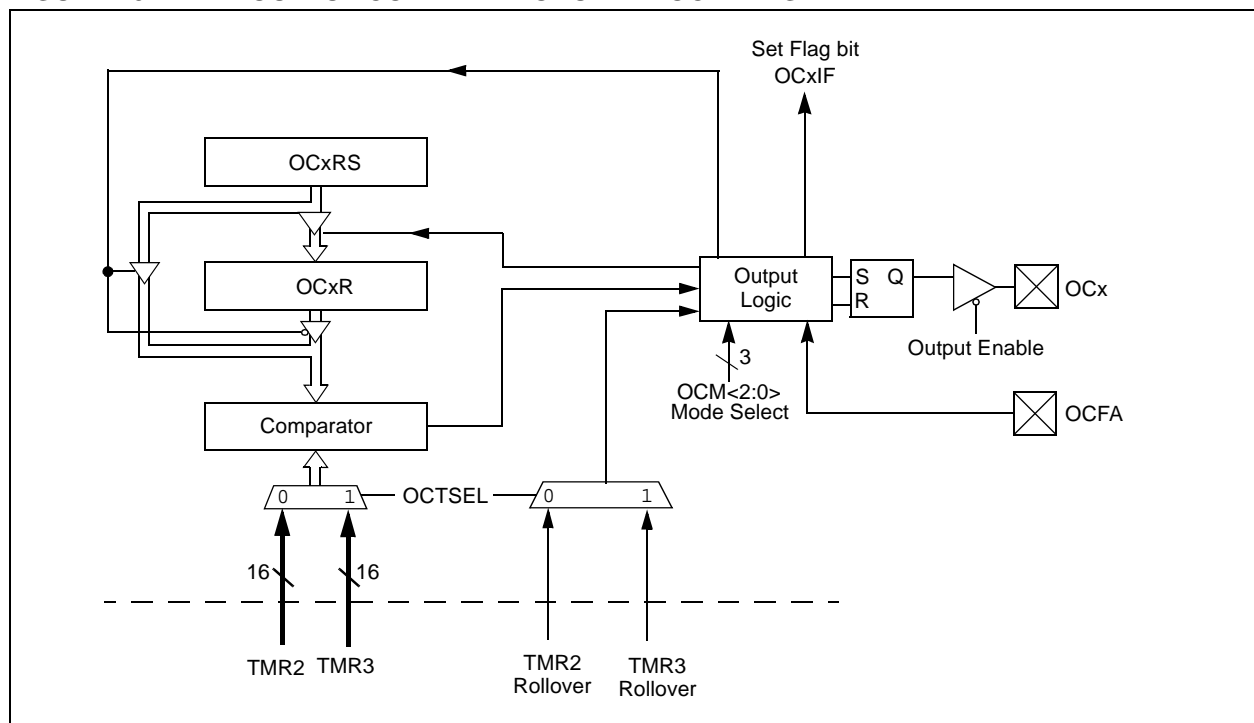 Set Flag bit
OCxIF
OCxRS
OCxR
Output
Logic
S Q
R
OCx
Output Enable
3
OCM<2:0>
Mode Select
OCFA
Comparator
0 1
OCTSEL
0 1
16
16
TMR2
TMR3
TMR2
Rollover
TMR3
Rollover